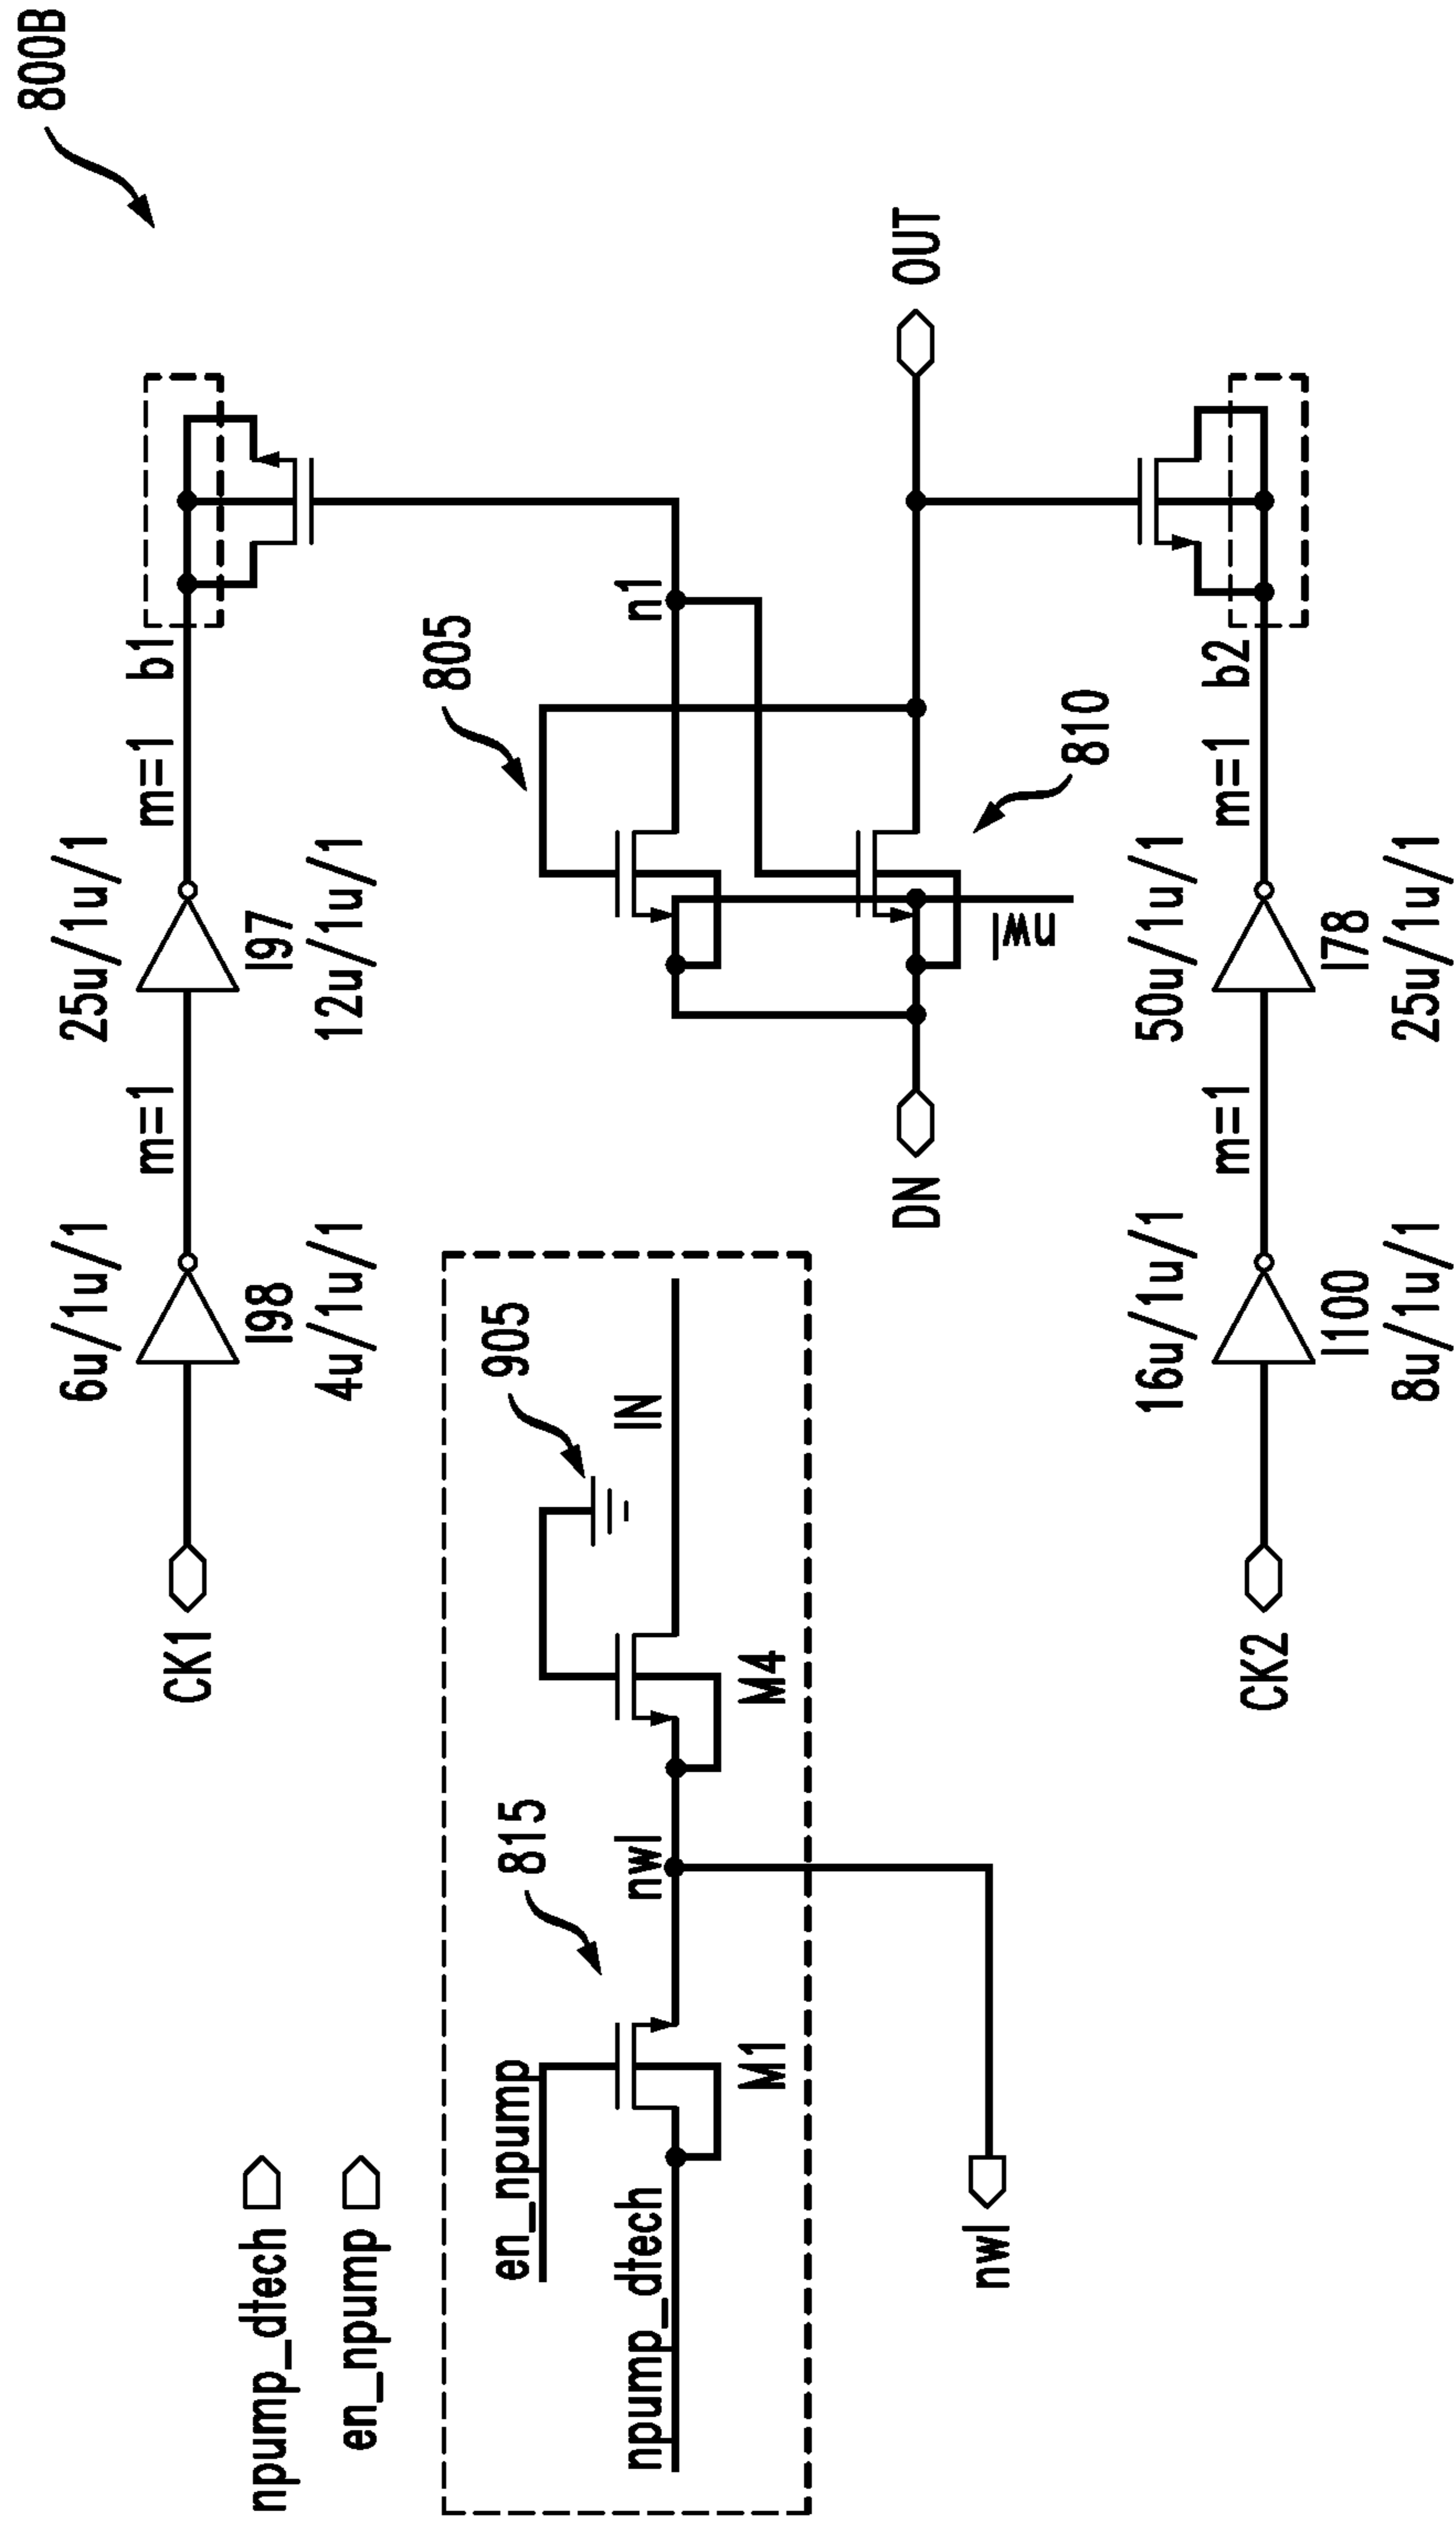 800B
CK1
6u/1u/1
I98
4u/1u/1
m=1
25u/1u/1
I97
12u/1u/1
m=1
b1
npump_dtech
en_npump
en_npump
npump_dtech
M1
815
nwl
M4
905
IN
nwl
805
n1
DN
nwl
810
OUT
CK2
16u/1u/1
I100
8u/1u/1
m=1
50u/1u/1
I78
25u/1u/1
m=1
b2